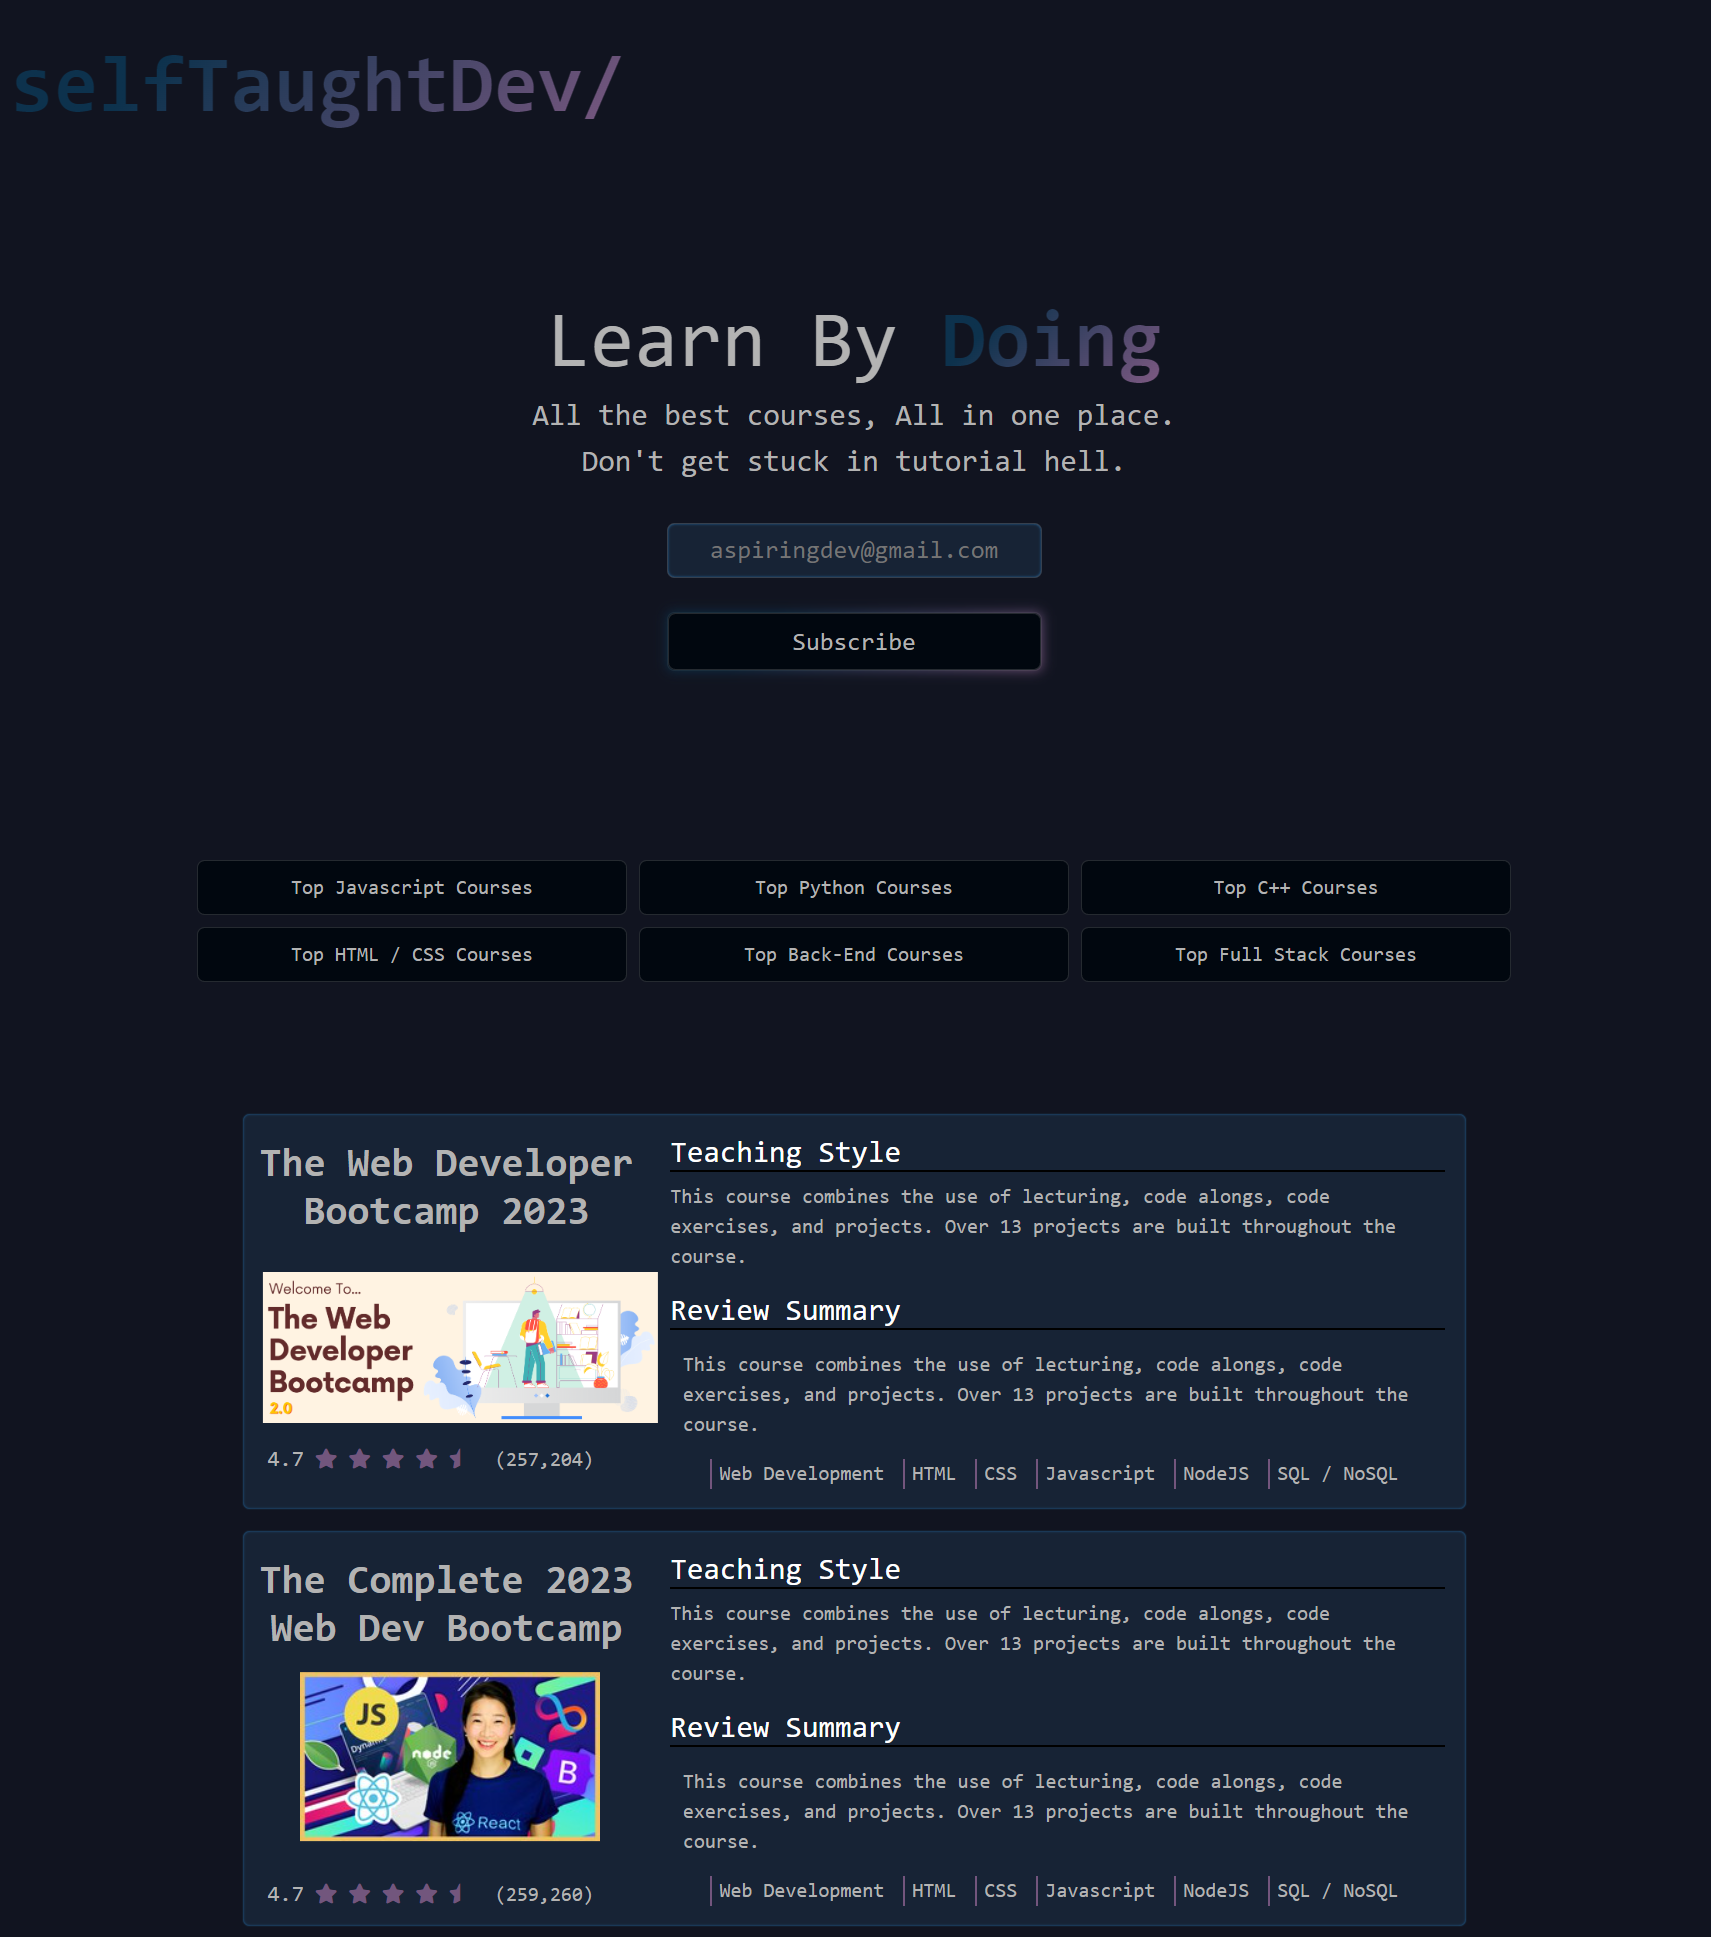 selfTaughtDev/
Learn By Doing
All the best courses, All in one place.
Don't get stuck in tutorial hell.
aspiringdev@gmail.com
Subscribe
Top Javascript Courses
Top Python Courses
Top C++ Courses
Top HTML / CSS Courses
Top Back-End Courses
Top Full Stack Courses
The Web Developer
Bootcamp 2023
Welcome To...
The Web
Developer
Bootcamp
2.0
4.7
(257,204)
Teaching Style
This course combines the use of lecturing, code alongs, code
exercises, and projects. Over 13 projects are built throughout the
course.
Review Summary
This course combines the use of lecturing, code alongs, code
exercises, and projects. Over 13 projects are built throughout the
course.
Web Development
HTML
CSS
Javascript
NodeJS
SQL / NoSQL
The Complete 2023
Web Dev Bootcamp
JS
node
B
React
4.7
(259,260)
Teaching Style
This course combines the use of lecturing, code alongs, code
exercises, and projects. Over 13 projects are built throughout the
course.
Review Summary
This course combines the use of lecturing, code alongs, code
exercises, and projects. Over 13 projects are built throughout the
course.
Web Development
HTML
CSS
Javascript
NodeJS
SQL / NoSQL